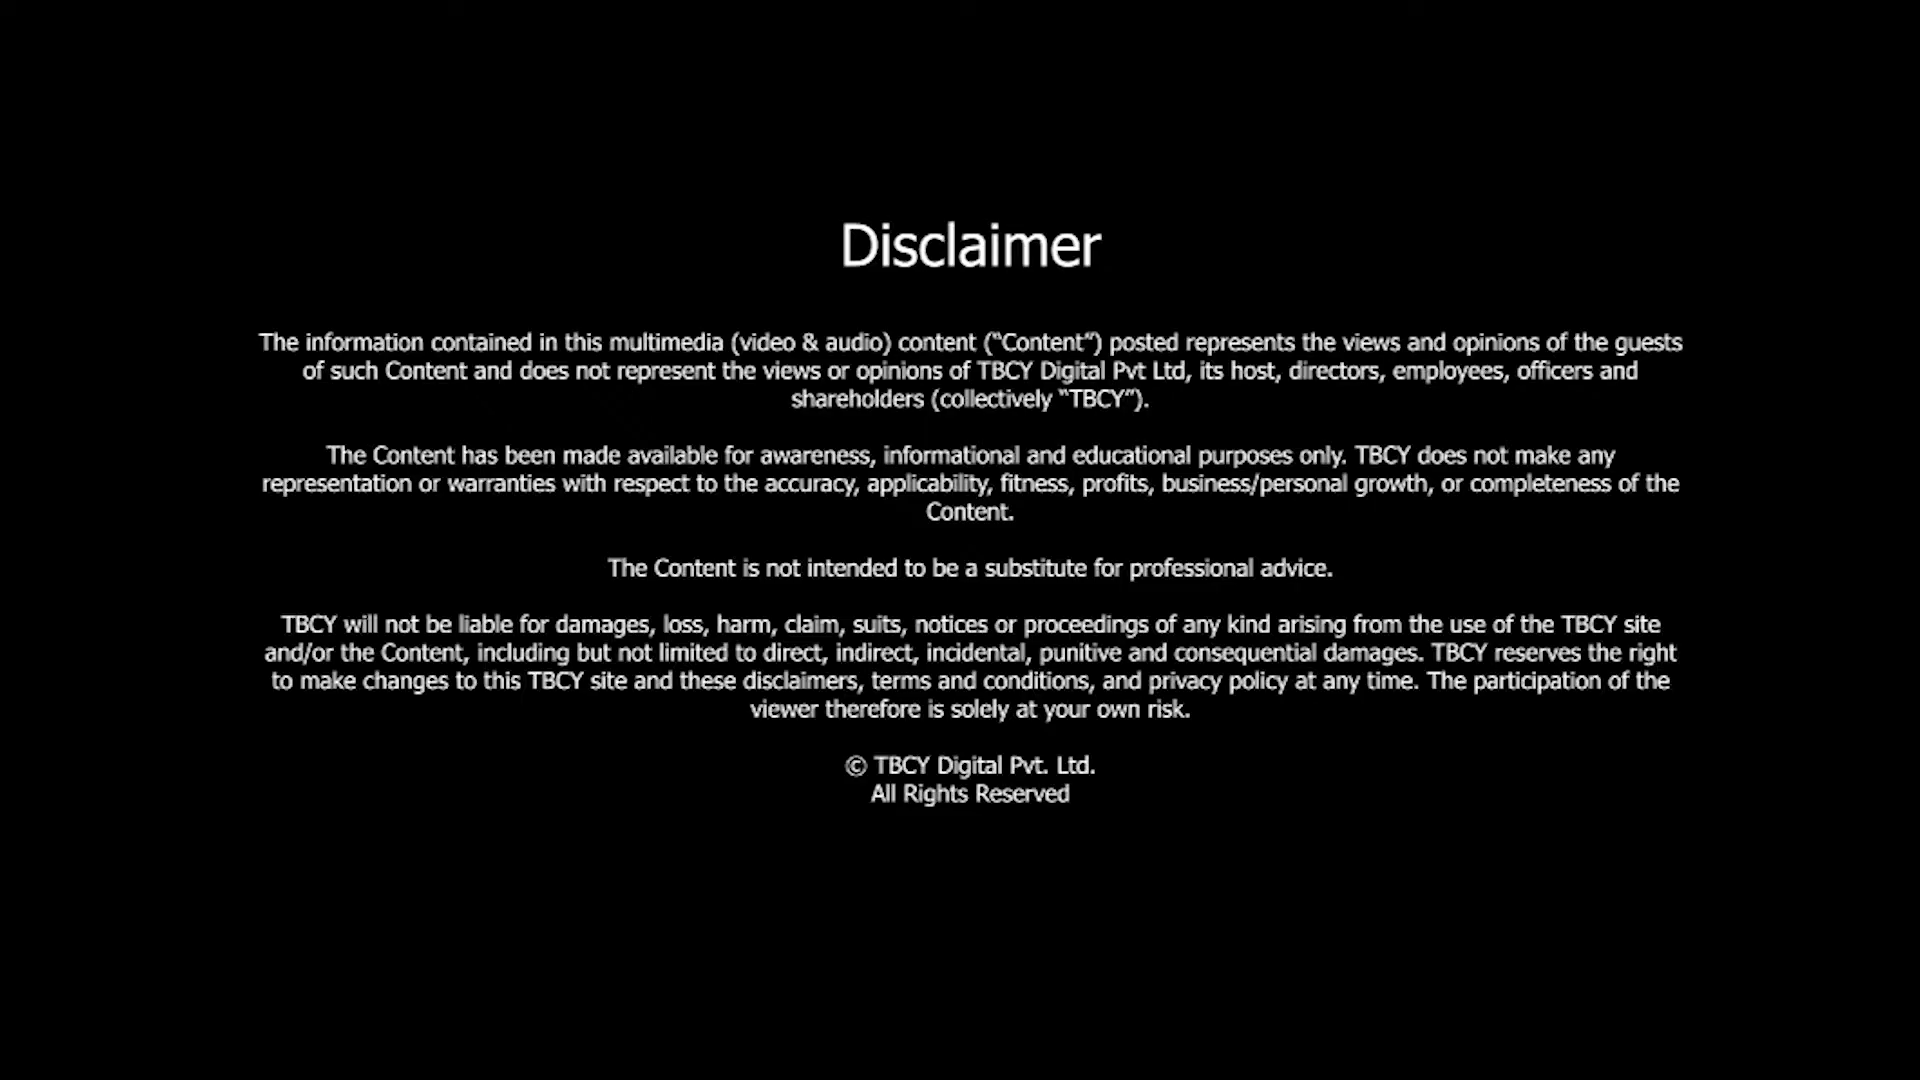 Disclaimer
The information contained in this multimedia (video & audio) content (“Content”) posted represents the views and opinions of the guests
of such Content and does not represent the views or opinions of TBCY Digital Pvt Ltd, its host, directors, employees, officers and
shareholders (collectively “TBCY”).
The Content has been made available for awareness, informational and educational purposes only. TBCY does not make any
representation or warranties with respect to the accuracy, applicability, fitness, profits, business/personal growth, or completeness of the
Content.
The Content is not intended to be a substitute for professional advice.
TBCY will not be liable for damages, loss, harm, claim, suits, notices or proceedings of any kind arising from the use of the TBCY site
and/or the Content, including but not limited to direct, indirect, incidental, punitive and consequential damages. TBCY reserves the right
to make changes to this TBCY site and these disclaimers, terms and conditions, and privacy policy at any time. The participation of the
viewer therefore is solely at your own risk.
© TBCY Digital Pvt. Ltd.
All Rights Reserved